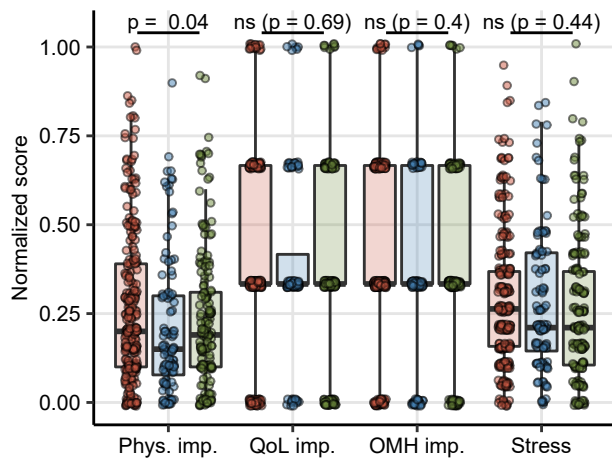 p = 0.04 ns (p = 0.69) ns (p = 0.4) ns (p = 0.44)
1.00
0.75
0.50
0.25
0.00
Normalized score
Phys. imp. QoL imp. OMH imp. Stress